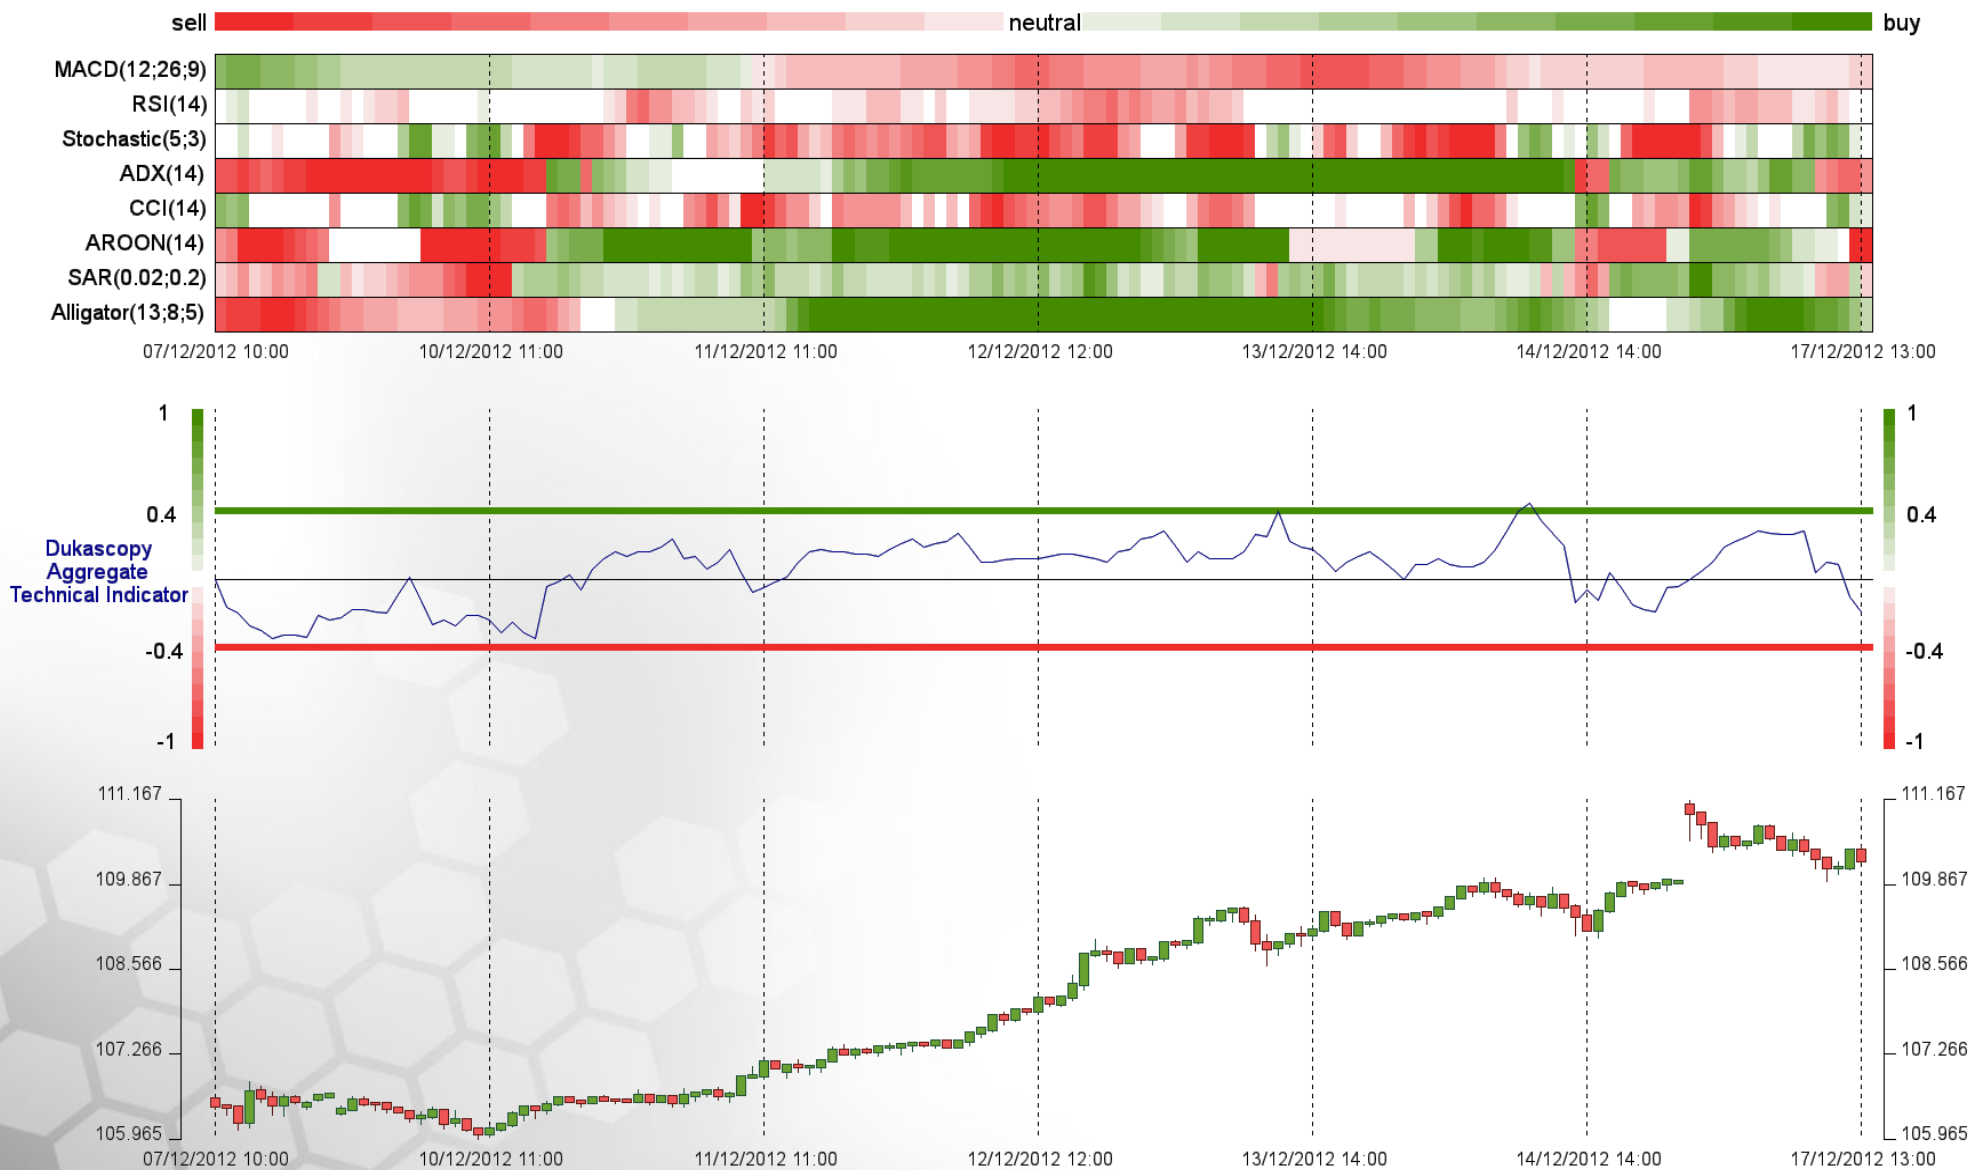 sell neutral buy
MACD(12;26;9)
RSI(14)
Stochastic(5;3)
ADX(14)
CCI(14)
AROON(14)
SAR(0.02;0.2)
Alligator(13;8;5)
07/12/2012 10:00 10/12/2012 11:00 11/12/2012 11:00 12/12/2012 12:00 13/12/2012 14:00 14/12/2012 14:00 17/12/2012 13:00
1 1
0.4 0.4
Dukascopy
Aggregate
Technical Indicator
-0.4 -0.4
-1 -1
111.167 111.167
109.867 109.867
108.566 108.566
107.266 107.266
105.965 105.965
07/12/2012 10:00 10/12/2012 11:00 11/12/2012 11:00 12/12/2012 12:00 13/12/2012 14:00 14/12/2012 14:00 17/12/2012 13:00